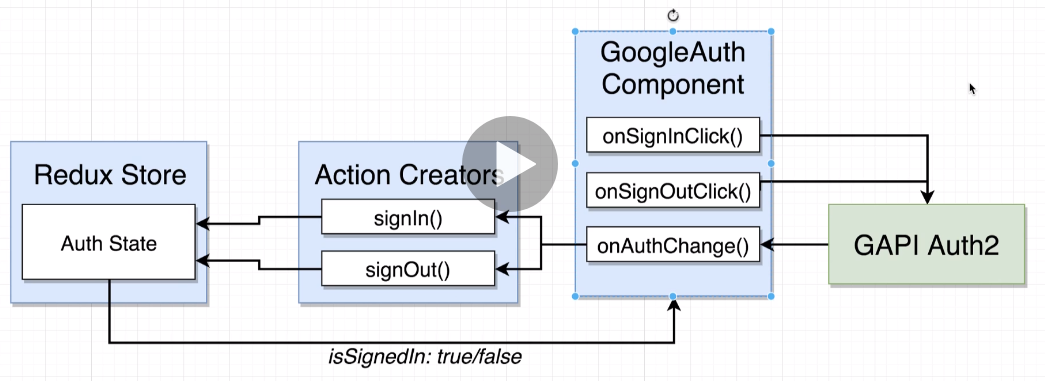 GoogleAuth
Component
onSignInClick()
Redux Store
Action Creators
onSignOutClick()
signIn()
Auth State
onAuthChange()
GAPI Auth2
signOut()
isSignedIn: true/false